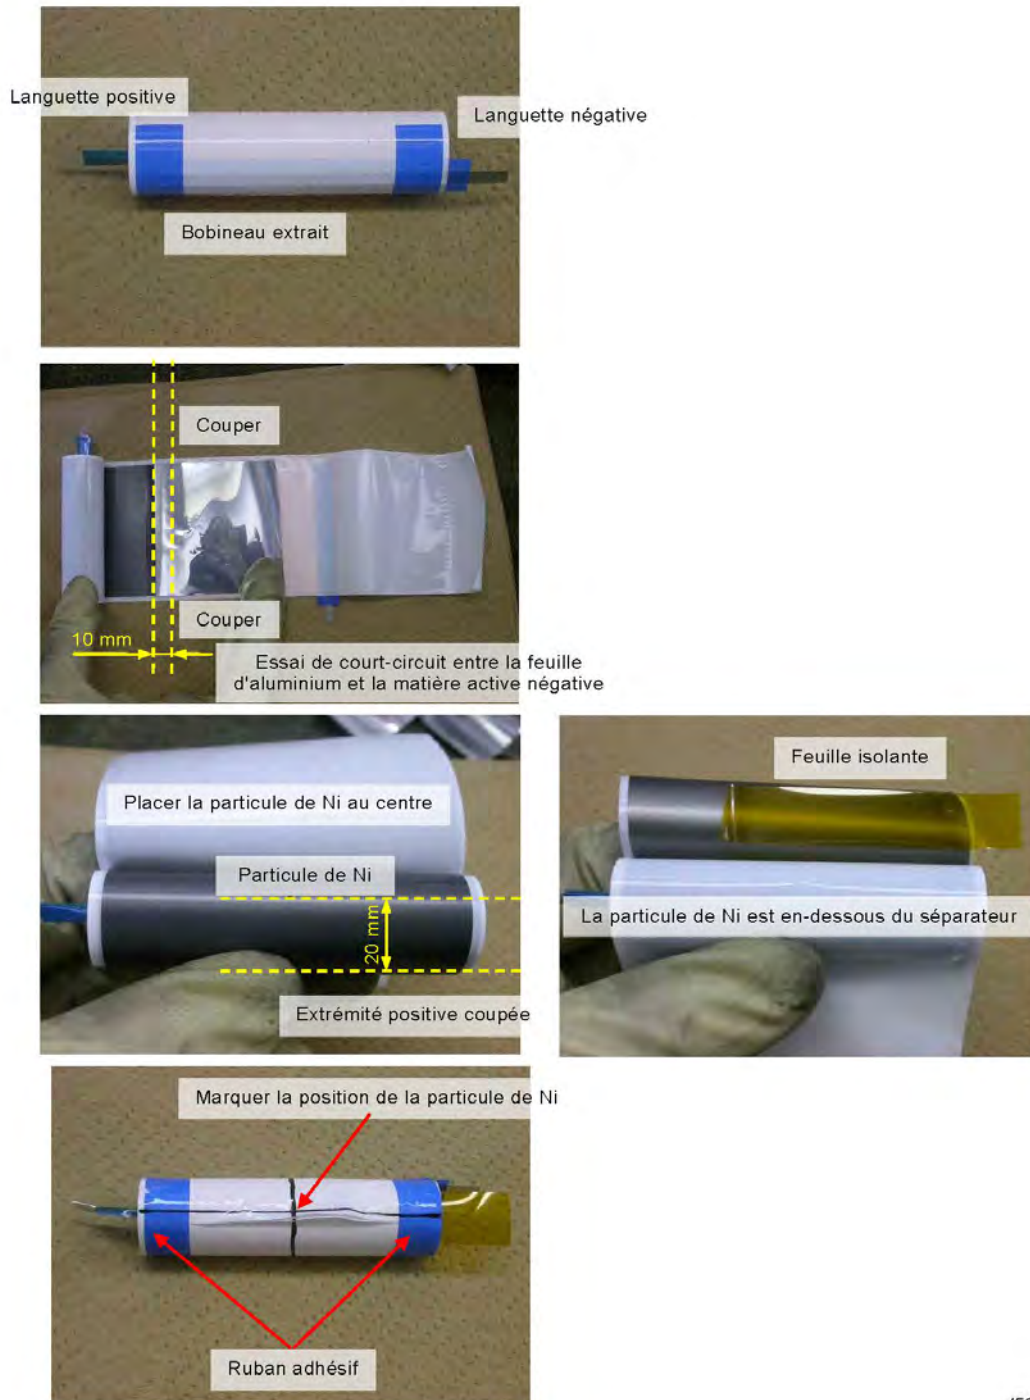 Languette positive
Languette négative
Bobineau extrait
Couper
Couper
10 mm
Essai de court-circuit entre la feuille
d'aluminium et la matière active négative
Placer la particule de Ni au centre
Particule de Ni
20 mm
Extrémité positive coupée
Feuille isolante
La particule de Ni est en-dessous du séparateur
Marquer la position de la particule de Ni
Ruban adhésif